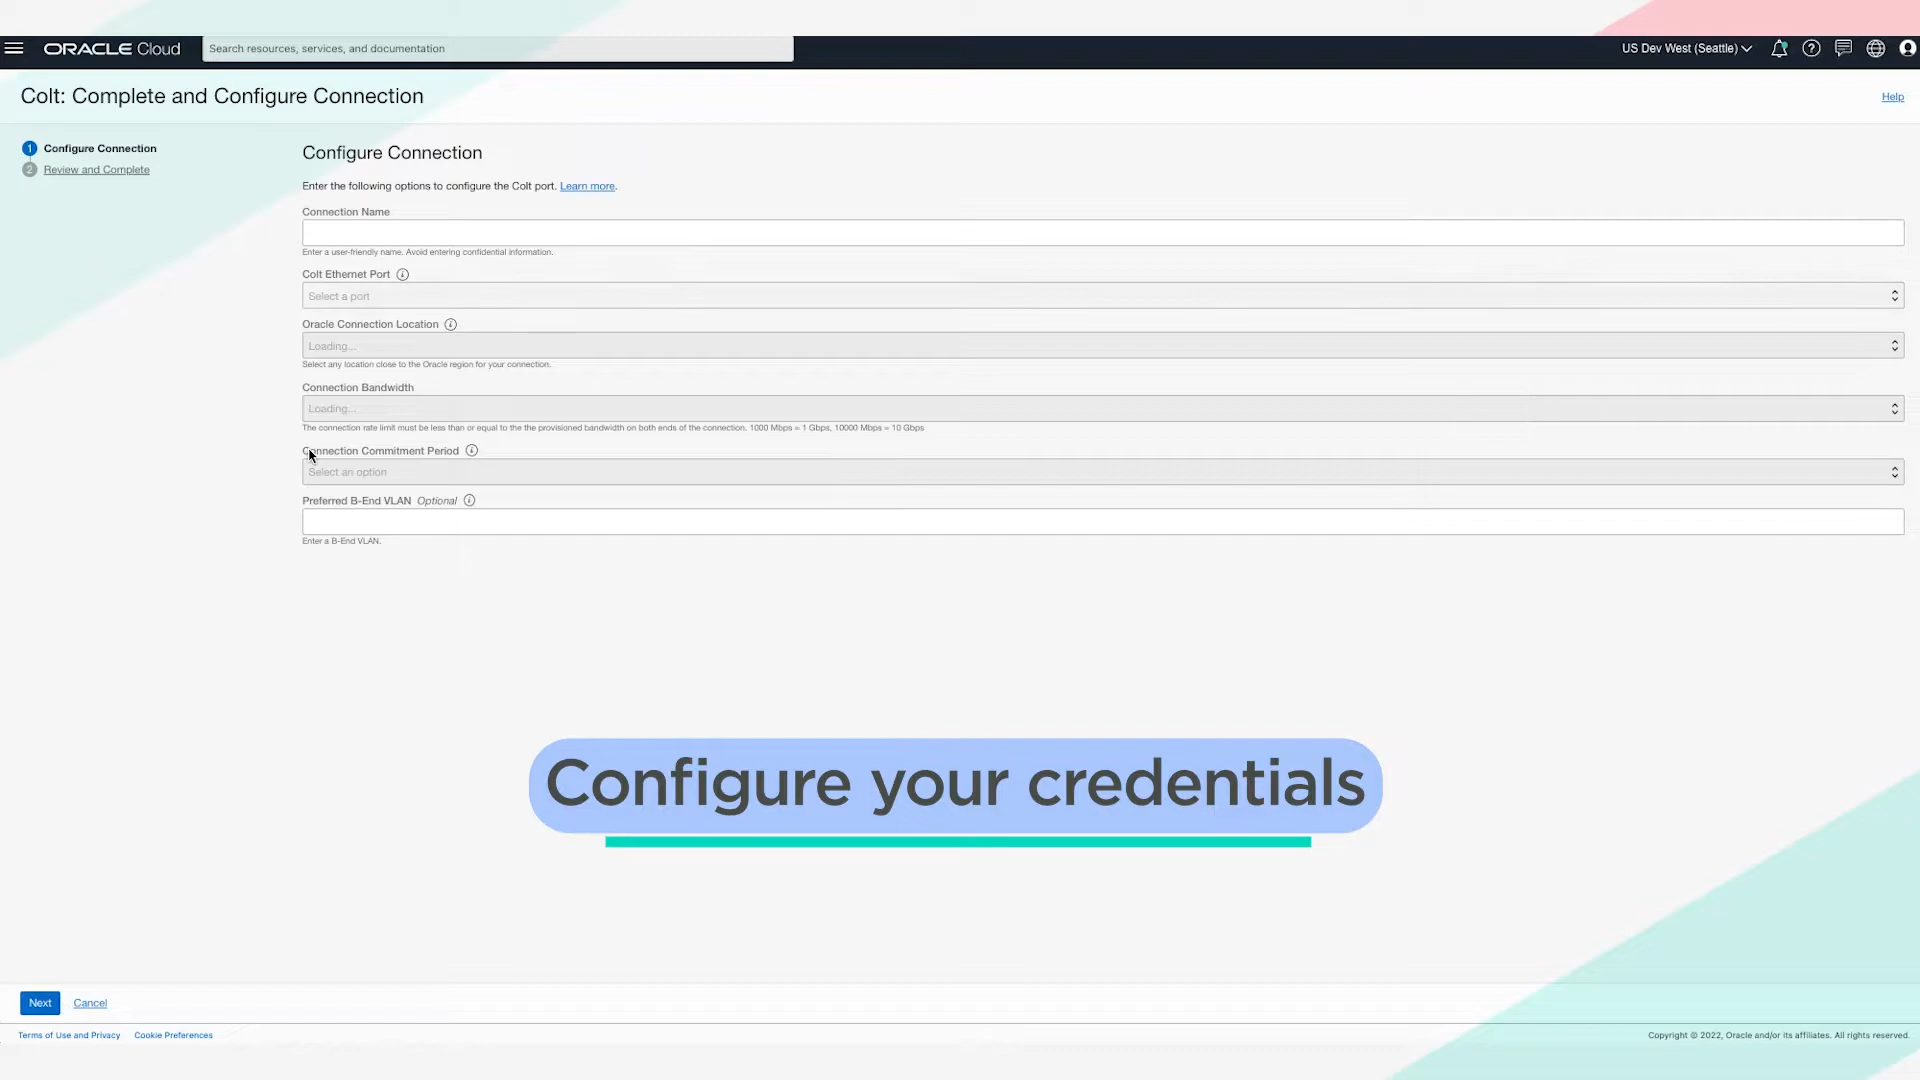 ORACLE Cloud
Search resources, services, and documentation
US Dev West (Seattle)
Colt: Complete and Configure Connection
Help
1 Configure Connection
2 Review and Complete
Configure Connection
Enter the following options to configure the Colt port. Learn more.
Connection Name
Enter a user-friendly name. Avoid entering confidential information.
Colt Ethernet Port
Select a port
Oracle Connection Location
Loading...
Select any location close to the Oracle region for your connection.
Connection Bandwidth
Loading...
The connection rate limit must be less than or equal to the the provisioned bandwidth on both ends of the connection. 1000 Mbps = 1 Gbps, 10000 Mbps = 10 Gbps
Connection Commitment Period
Select an option
Preferred B-End VLAN Optional
Enter a B-End VLAN.
Configure your credentials
Next
Cancel
Terms of Use and Privacy
Cookie Preferences
Copyright © 2022, Oracle and/or its affiliates. All rights reserved.